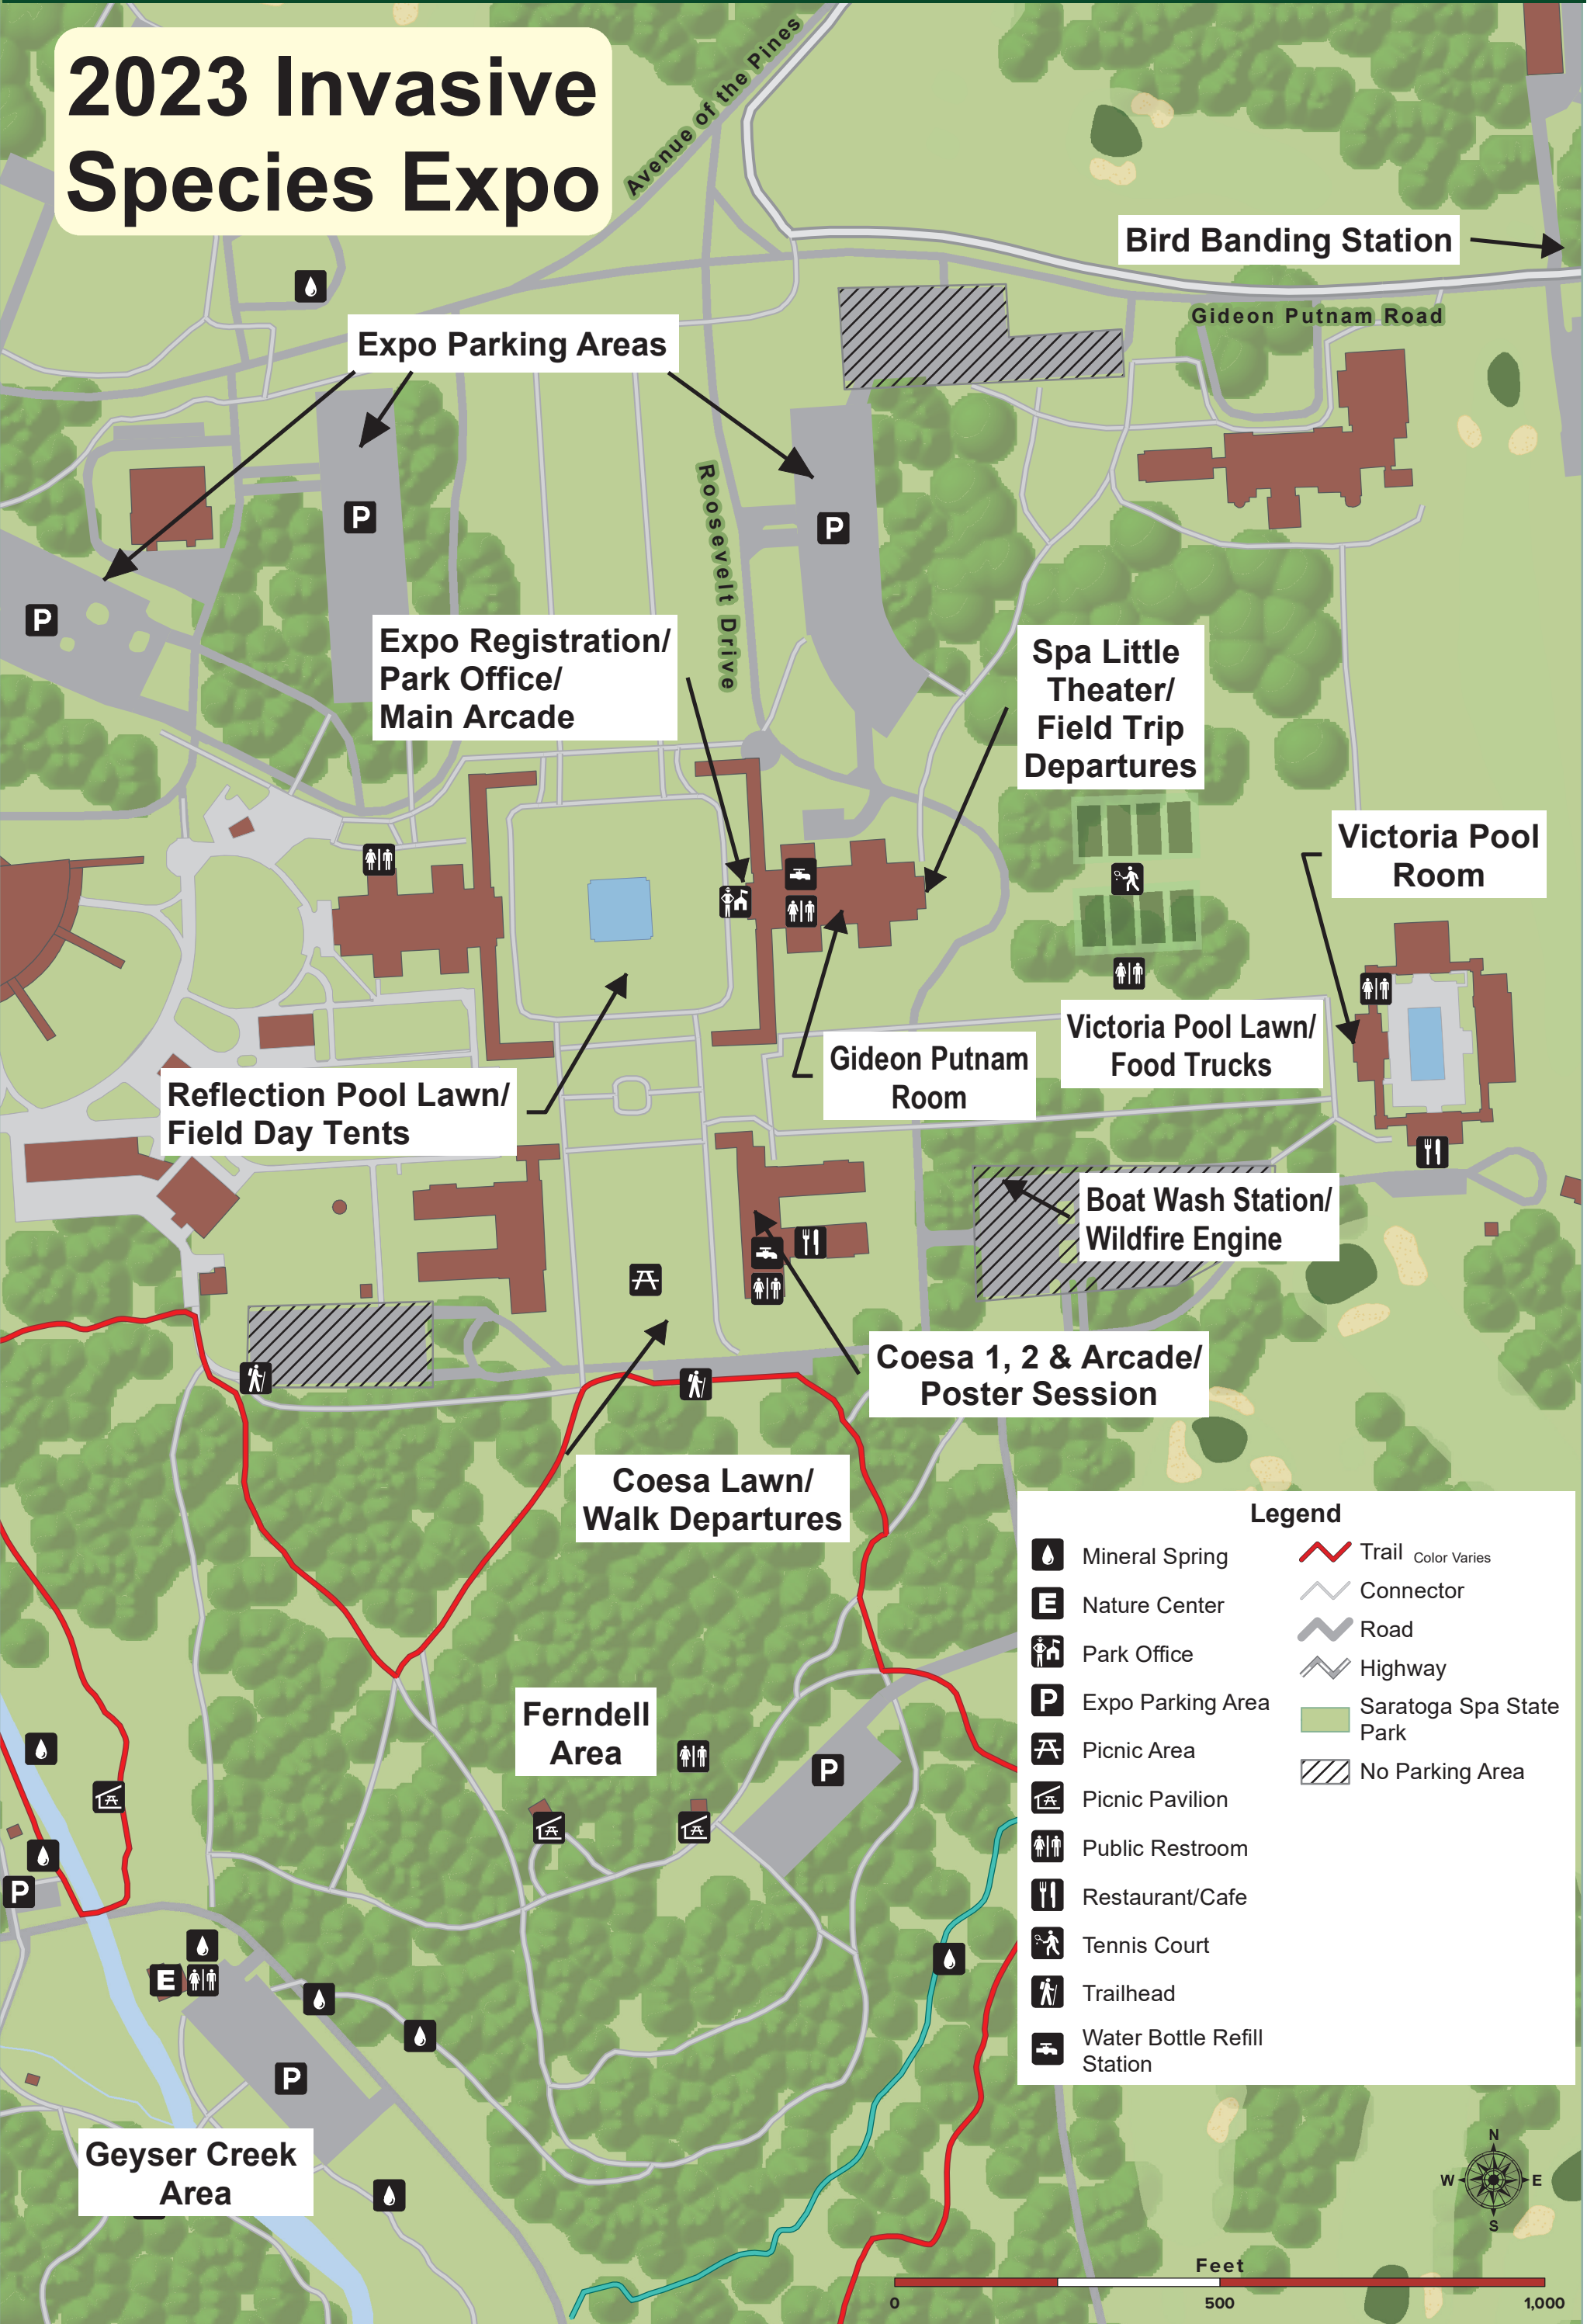 2023 Invasive
Species Expo
Avenue of the Pines
Bird Banding Station
Gideon Putnam Road
Expo Parking Areas
P
P
P
Roosevelt Drive
Expo Registration/
Park Office/
Main Arcade
Spa Little
Theater/
Field Trip
Departures
Victoria Pool
Room
Victoria Pool Lawn/
Food Trucks
Gideon Putnam
Room
Reflection Pool Lawn/
Field Day Tents
Boat Wash Station/
Wildfire Engine
Coesa 1, 2 & Arcade/
Poster Session
Coesa Lawn/
Walk Departures
Ferndell
Area
P
P
E
P
Geyser Creek
Area
Legend
Mineral Spring
E Nature Center
Park Office
P Expo Parking Area
Picnic Area
Picnic Pavilion
Public Restroom
Restaurant/Cafe
Tennis Court
Trailhead
Water Bottle Refill
Station
Trail Color Varies
Connector
Road
Highway
Saratoga Spa State
Park
No Parking Area
N
W E
S
Feet
0 500 1,000